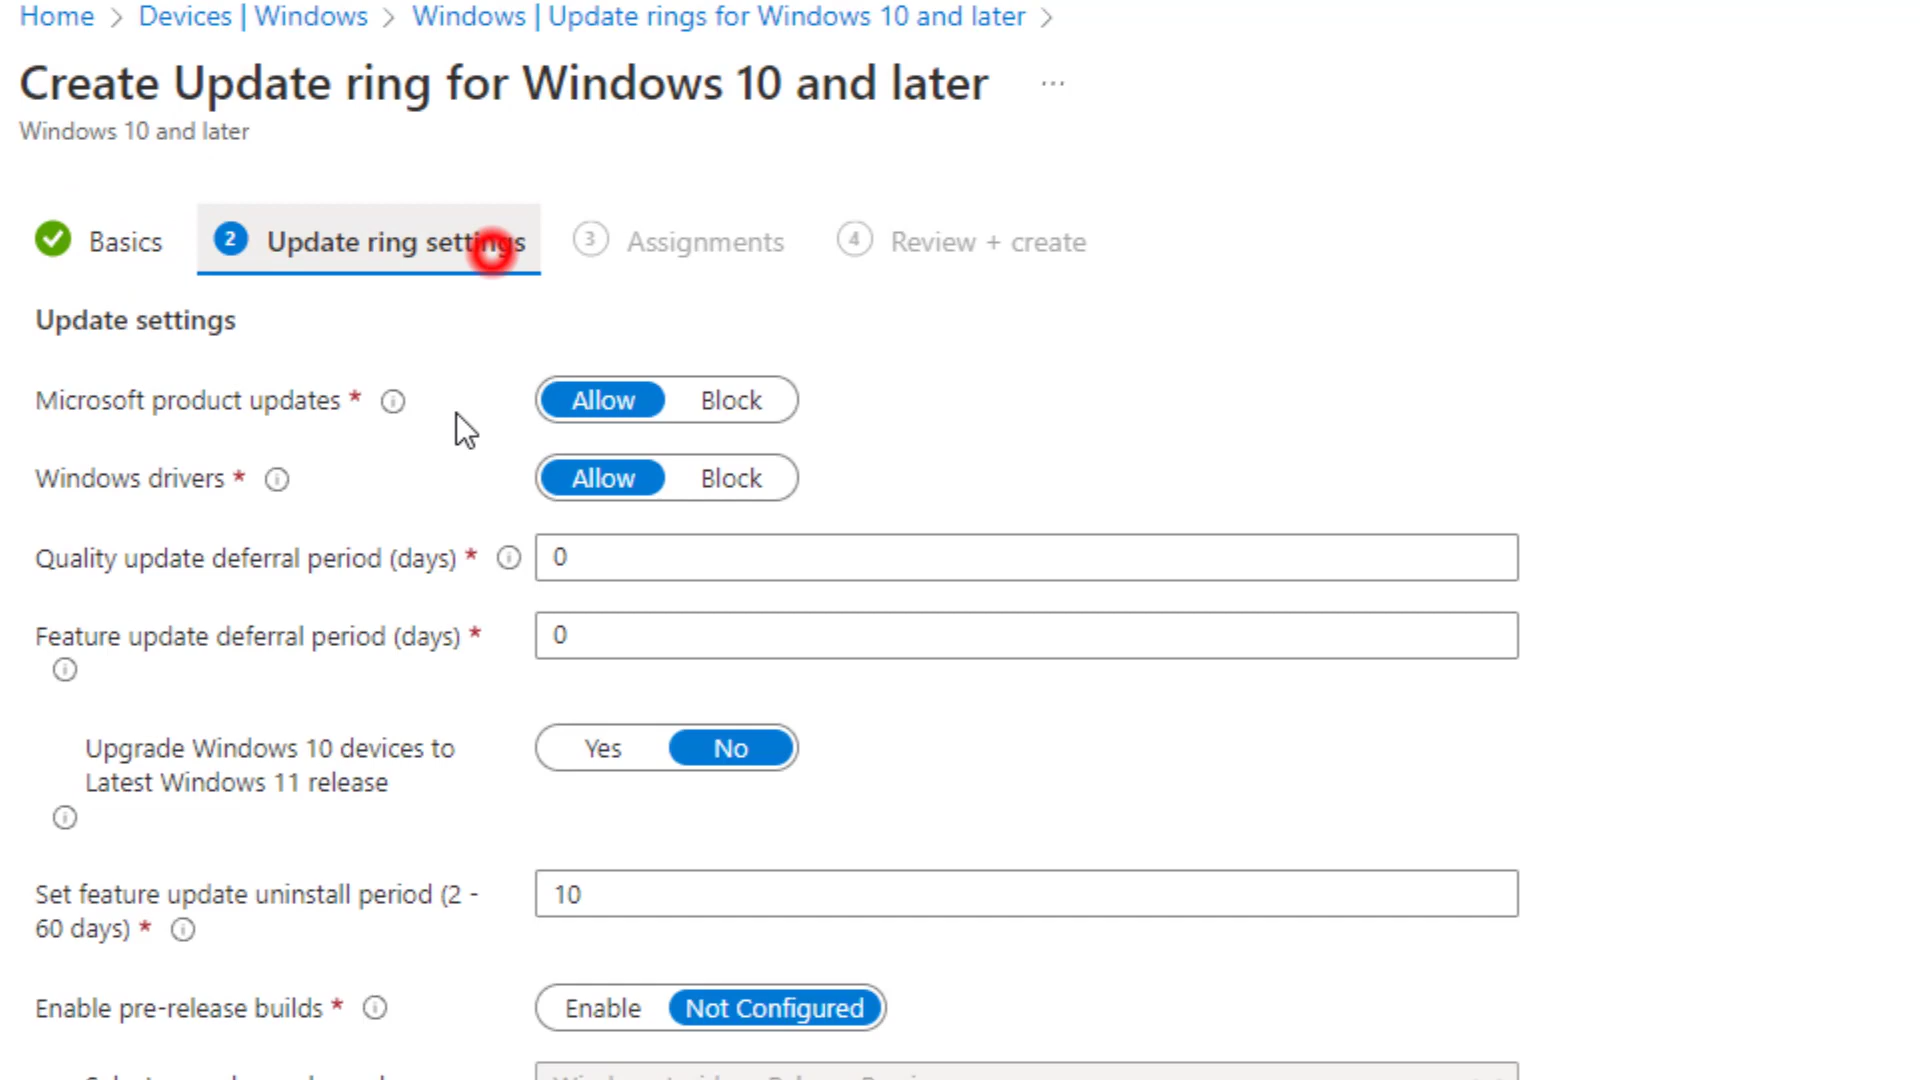 Home > Devices | Windows > Windows | Update rings for Windows 10 and later >
Create Update ring for Windows 10 and later ...
Windows 10 and later
Basics 2 Update ring settings 3 Assignments 4 Review + create
Update settings
Microsoft product updates * Allow Block
Windows drivers * Allow Block
Quality update deferral period (days) * 0
Feature update deferral period (days) * 0
Upgrade Windows 10 devices to Yes No
Latest Windows 11 release
Set feature update uninstall period (2 - 10
60 days) *
Enable pre-release builds * Enable Not Configured